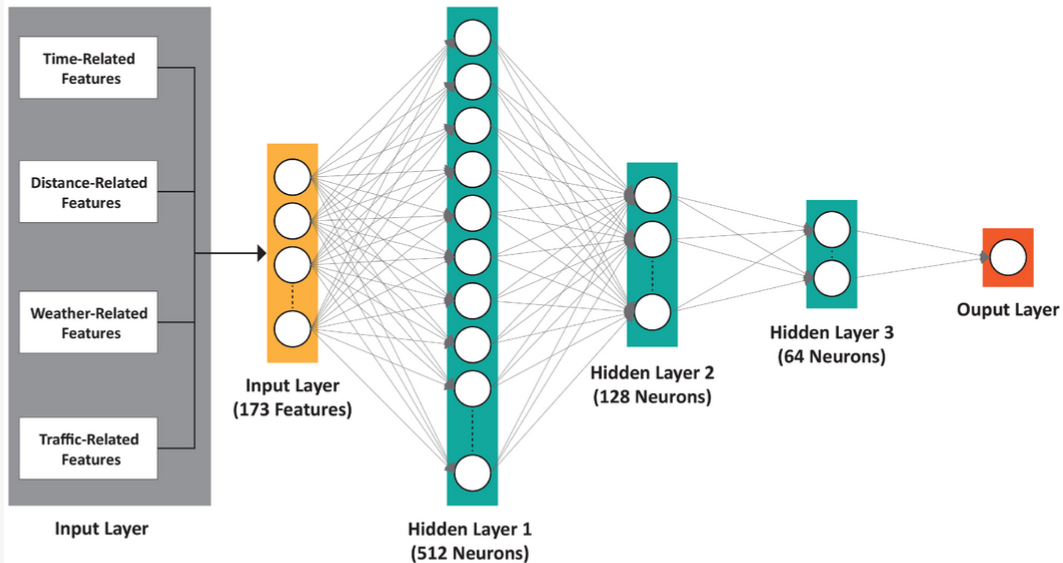 Time-Related
Features
Distance-Related
Features
Weather-Related
Features
Traffic-Related
Features
Input Layer
Input Layer
(173 Features)
Hidden Layer 1
(512 Neurons)
Hidden Layer 2
(128 Neurons)
Hidden Layer 3
(64 Neurons)
Ouput Layer